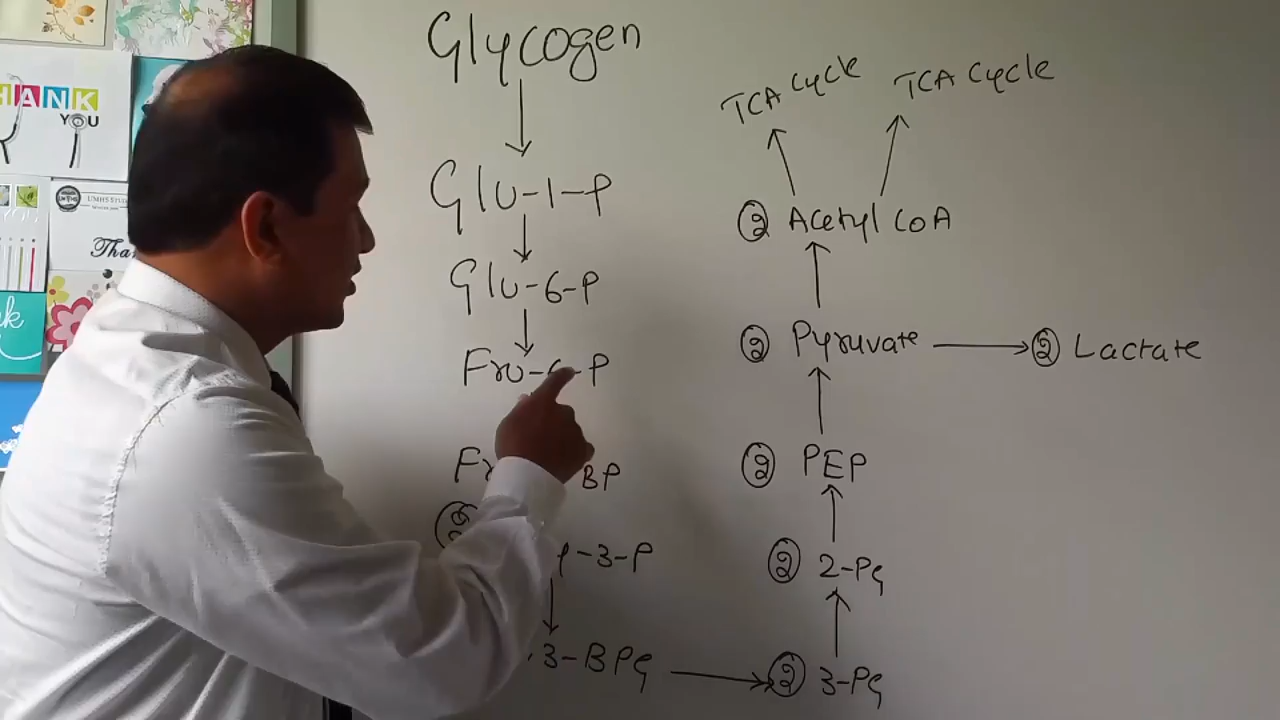 THANK
YOU
UMHS
Glycogen
Glu-1-P
Glu-6-P
Fru-6-P
BP
-3-P
3-BPG
TCA Cycle
TCA Cycle
② Acetyl CoA
② Pyruvate
② Lactate
② PEP
② 2-PG
② 3-PG